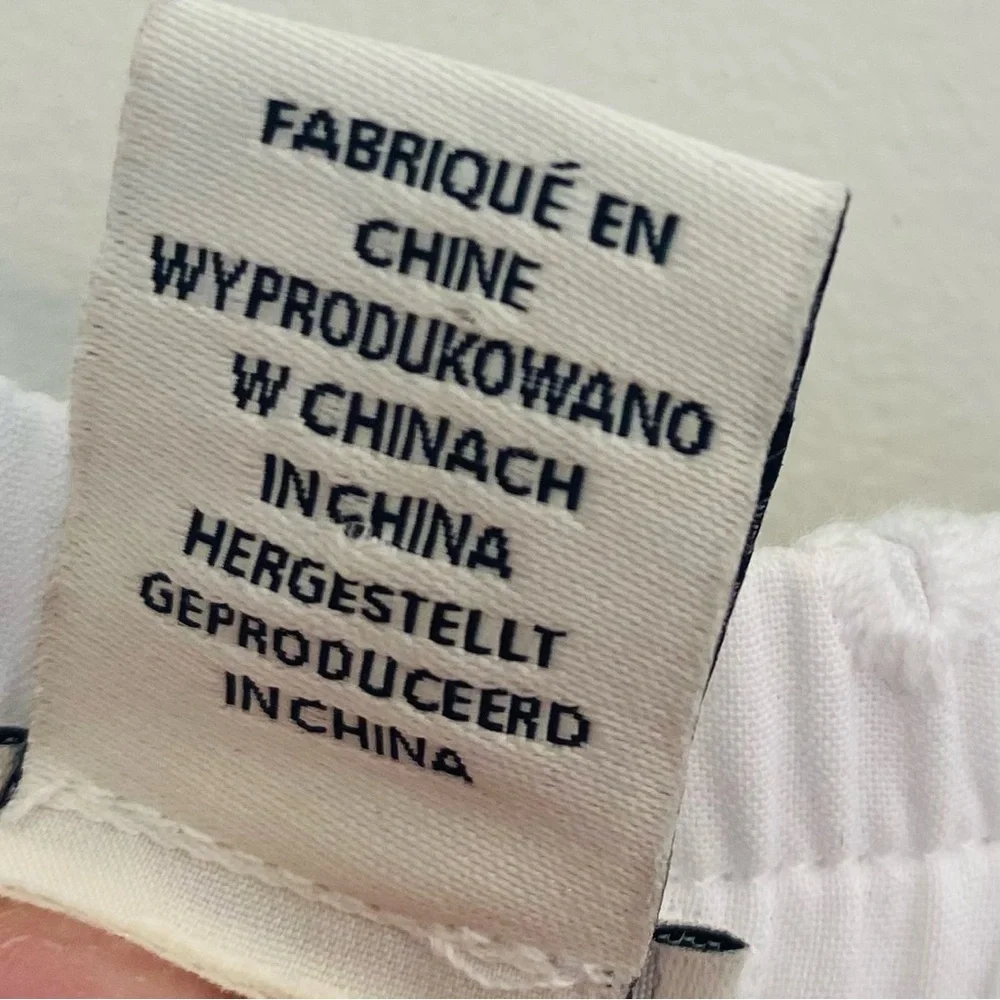 FABRIQUÉ EN
CHINE
WYPRODUKOWANO
W CHINACH
IN CHINA
HERGESTELLT
GEPRODUCEERD
IN CHINA